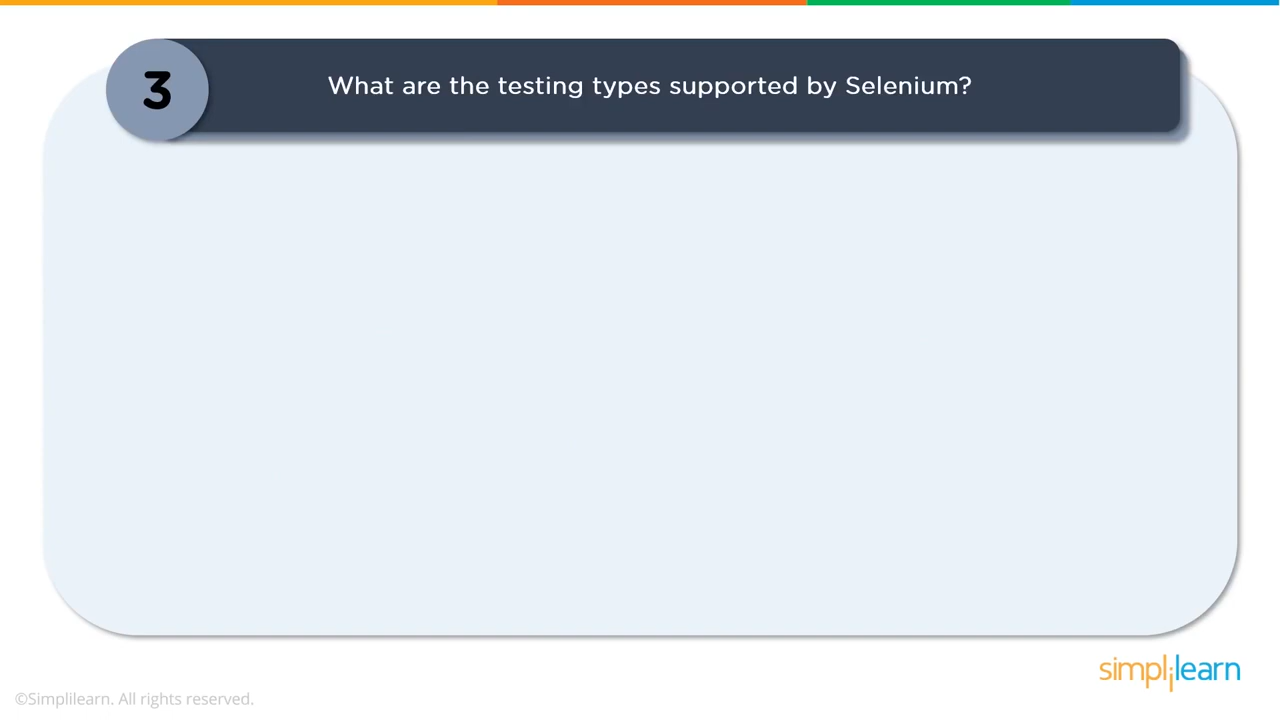 3
What are the testing types supported by Selenium?
simplilearn
©Simplilearn. All rights reserved.